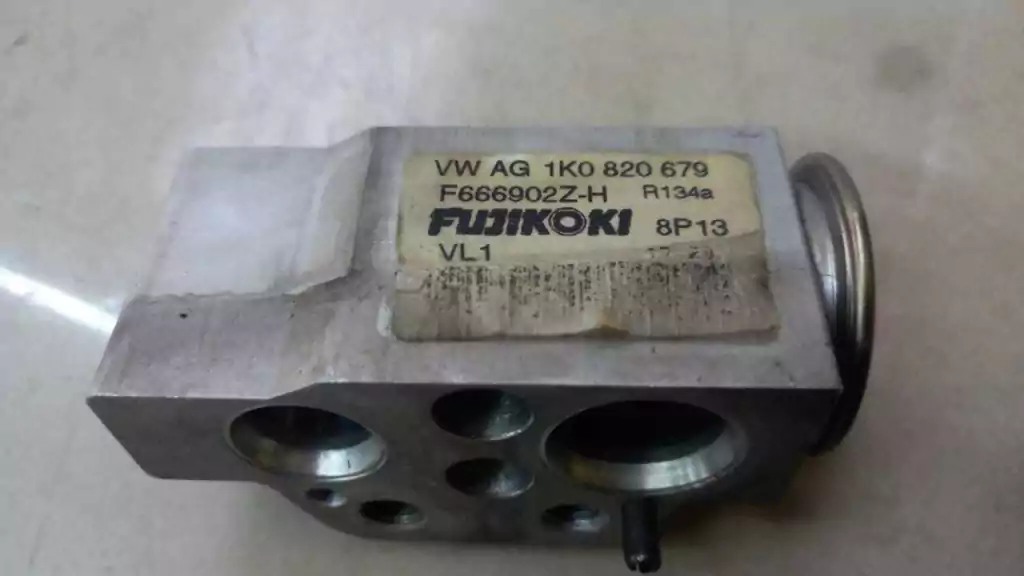 VW AG 1K0 820 679
F666902Z-H R134a
FUJIKOKI 8P13
VL1